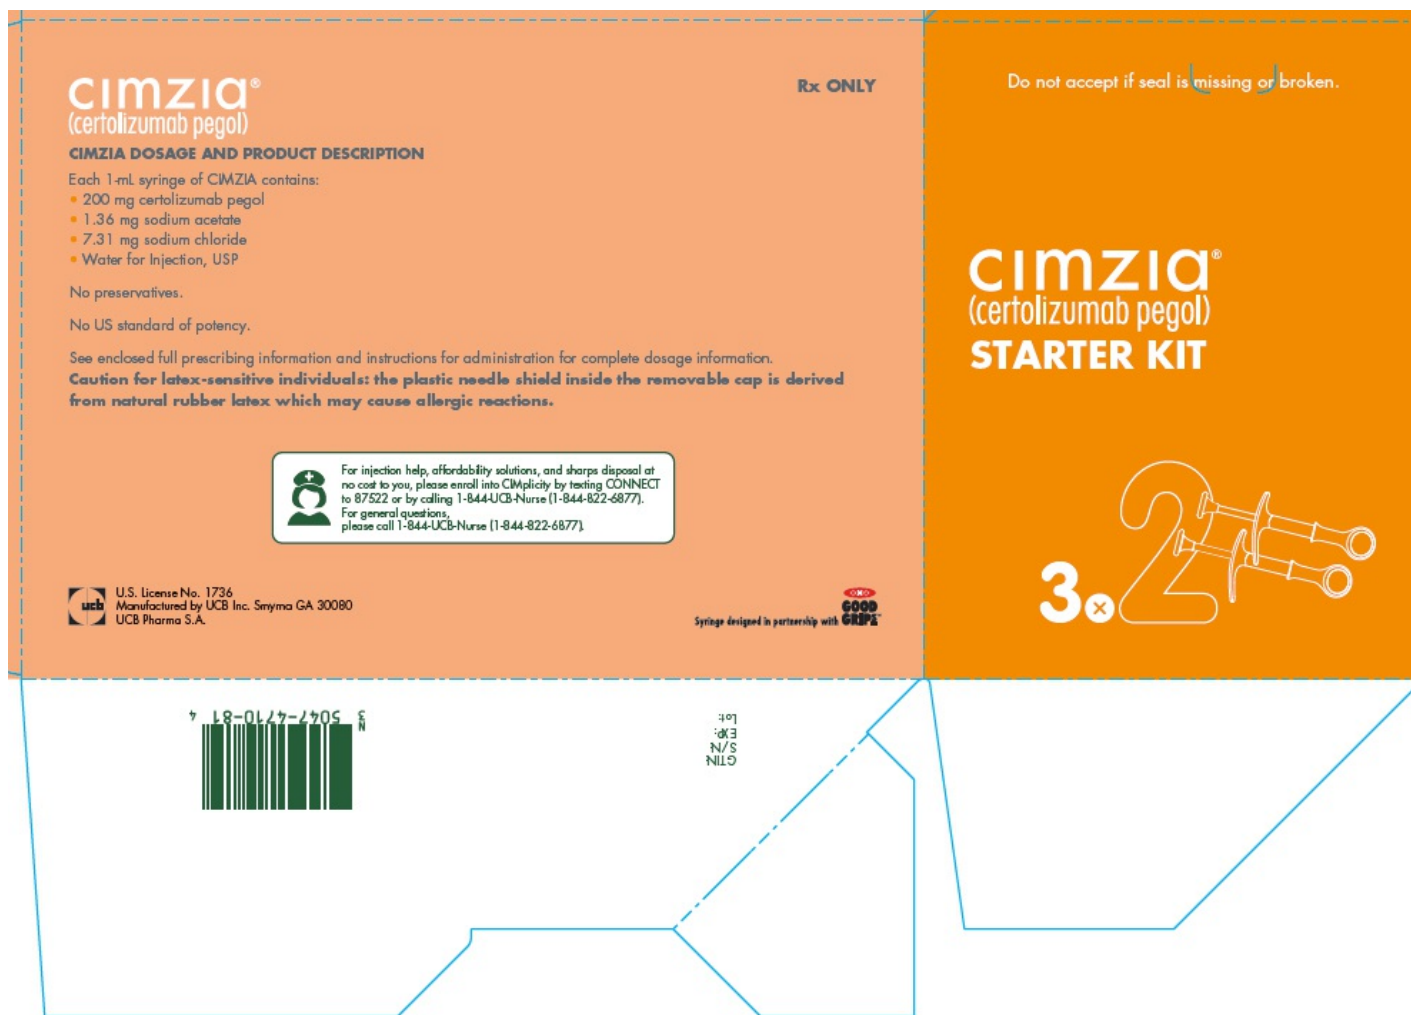 cimzia®
(certolizumab pegol)
Rx ONLY
CIMZIA DOSAGE AND PRODUCT DESCRIPTION
Each 1-mL syringe of CIMZIA contains:
• 200 mg certolizumab pegol
• 1.36 mg sodium acetate
• 7.31 mg sodium chloride
• Water for Injection, USP
No preservatives.
No US standard of potency.
See enclosed full prescribing information and instructions for administration for complete dosage information.
Caution for latex-sensitive individuals: the plastic needle shield inside the removable cap is derived
from natural rubber latex which may cause allergic reactions.
For injection help, affordability solutions, and sharps disposal at
no cost to you, please enroll into CIMplicity by texting CONNECT
to 87522 or by calling 1-844-UCB-Nurse (1-844-822-6877).
For general questions,
please call 1-844-UCB-Nurse (1-844-822-6877).
ucb
U.S. License No. 1736
Manufactured by UCB Inc. Smyrna GA 30080
UCB Pharma S.A.
Syringe designed in partnership with
OXO
GOOD
GRIPS™
Do not accept if seal is missing or broken.
cimzia®
(certolizumab pegol)
STARTER KIT
3 x 2
N3 5047-4710-81 4
GTIN:
S/N:
EXP:
Lot: